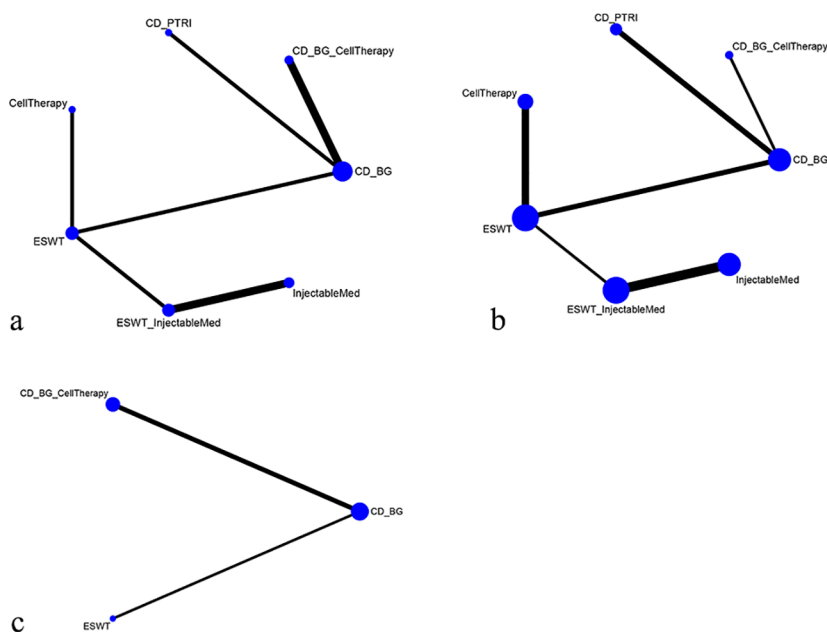 CD_PTRI
CD_BG_CellTherapy
CellTherapy
CD_BG
ESWT
InjectableMed
ESWT_InjectableMed
a
CD_PTRI
CD_BG_CellTherapy
CellTherapy
CD_BG
ESWT
InjectableMed
ESWT_InjectableMed
b
CD_BG_CellTherapy
CD_BG
ESWT
c